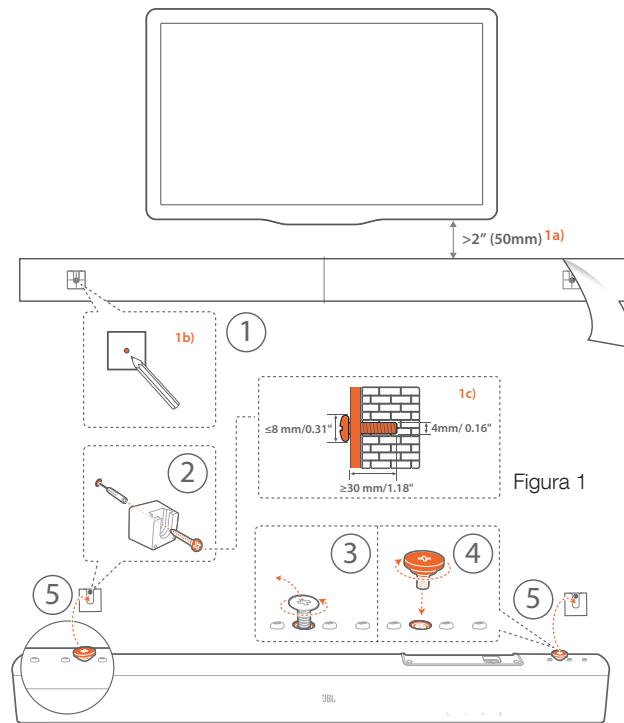 >2” (50mm) 1a)
1b)
1
1c)
≤8 mm/0.31"
4mm/ 0.16"
≥30 mm/1.18"
2
Figura 1
3
4
5
5
JBL